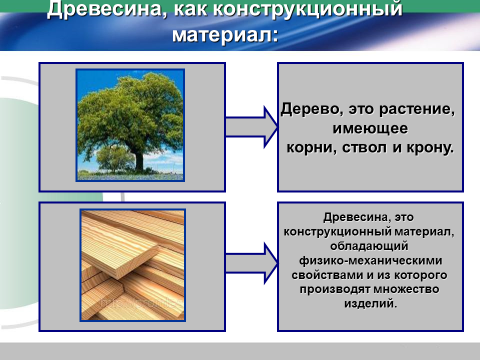 Древесина, как конструкционный
материал:
Дерево, это растение,
имеющее
корни, ствол и крону.
Древесина, это
конструкционный материал,
обладающий
физико-механическими
свойствами и из которого
производят множество
изделий.